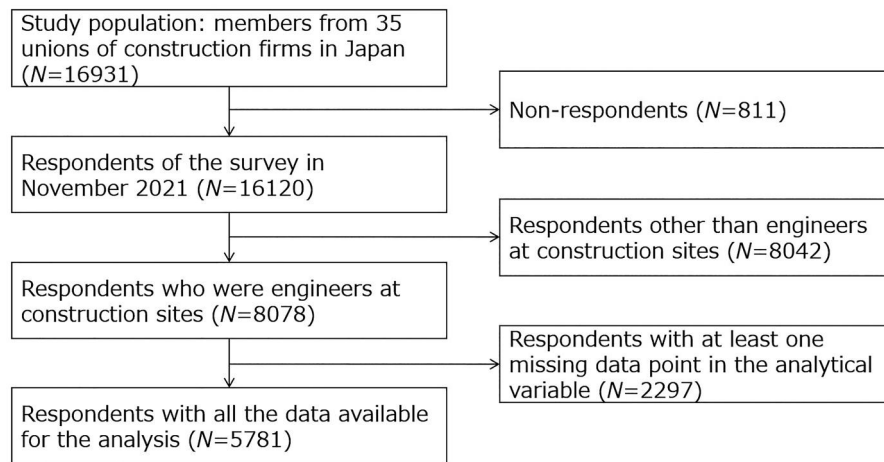 Study population: members from 35
unions of construction firms in Japan
(N=16931)
Non-respondents (N=811)
Respondents of the survey in
November 2021 (N=16120)
Respondents other than engineers
at construction sites (N=8042)
Respondents who were engineers at
construction sites (N=8078)
Respondents with at least one
missing data point in the analytical
variable (N=2297)
Respondents with all the data available
for the analysis (N=5781)